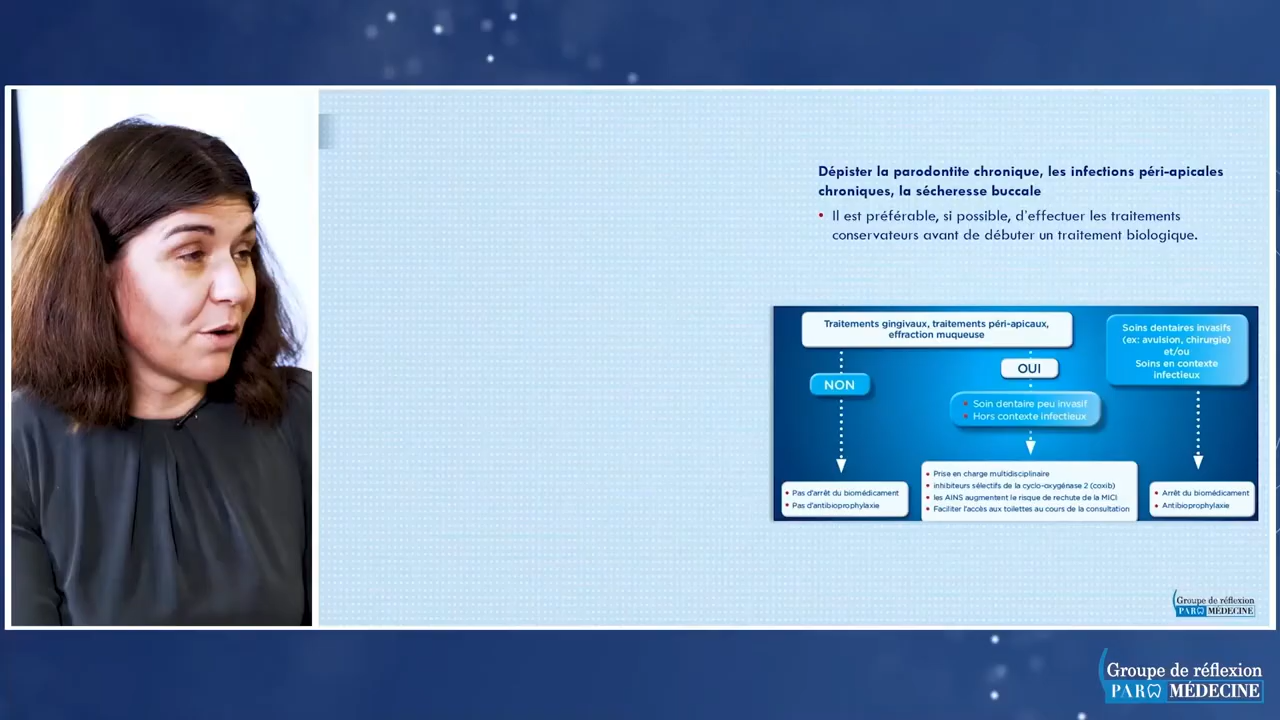 Dépister la parodontite chronique, les infections péri-apicales
chroniques, la sécheresse buccale
• Il est préférable, si possible, d'effectuer les traitements
conservateurs avant de débuter un traitement biologique.
Traitements gingivaux, traitements péri-apicaux,
effraction muqueuse
NON
OUI
• Soin dentaire peu invasif
• Hors contexte infectieux
Soins dentaires invasifs
(ex: avulsion, chirurgie)
et/ou
Soins en contexte
infectieux
• Pas d'arrêt du biomédicament
• Pas d'antibioprophylaxie
• Prise en charge multidisciplinaire
• inhibiteurs sélectifs de la cyclo-oxygénase 2 (coxib)
• les AINS augmentent le risque de rechute de la MICI
• Faciliter l'accès aux toilettes au cours de la consultation
• Arrêt du biomédicament
• Antibioprophylaxie
Groupe de réflexion
PARO MÉDECINE
Groupe de réflexion
PARO MÉDECINE